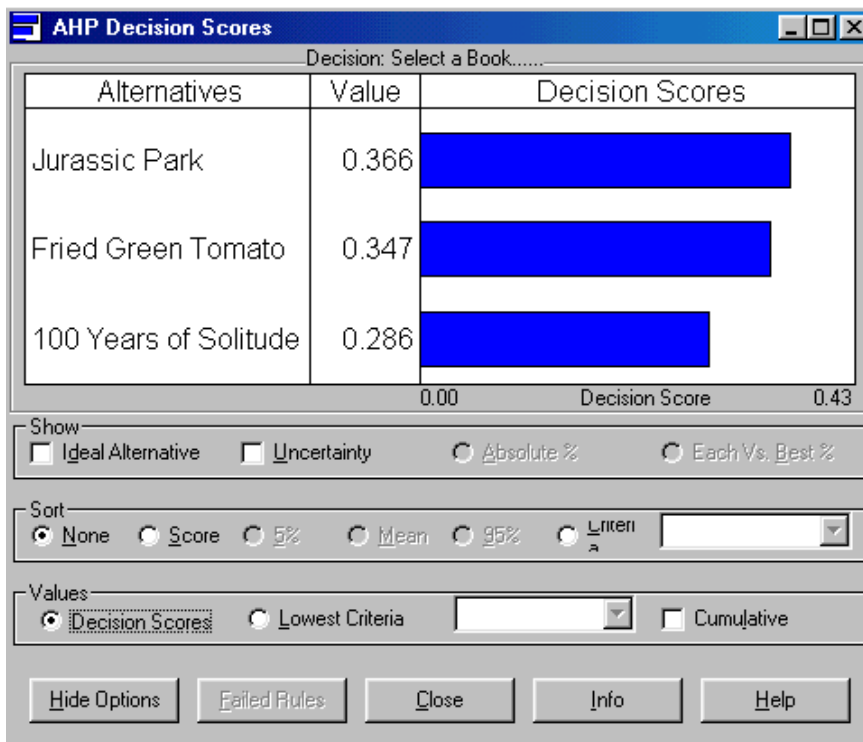 AHP Decision Scores
Decision: Select a Book......
Alternatives Value Decision Scores
Jurassic Park 0.366
Fried Green Tomato 0.347
100 Years of Solitude 0.286
0.00 Decision Score 0.43
Show
Ideal Alternative Uncertainty Absolute % Each Vs. Best %
Sort
None Score 5% Mean 95% Criteri
a
Values
Decision Scores Lowest Criteria Cumulative
Hide Options Failed Rules Close Info Help